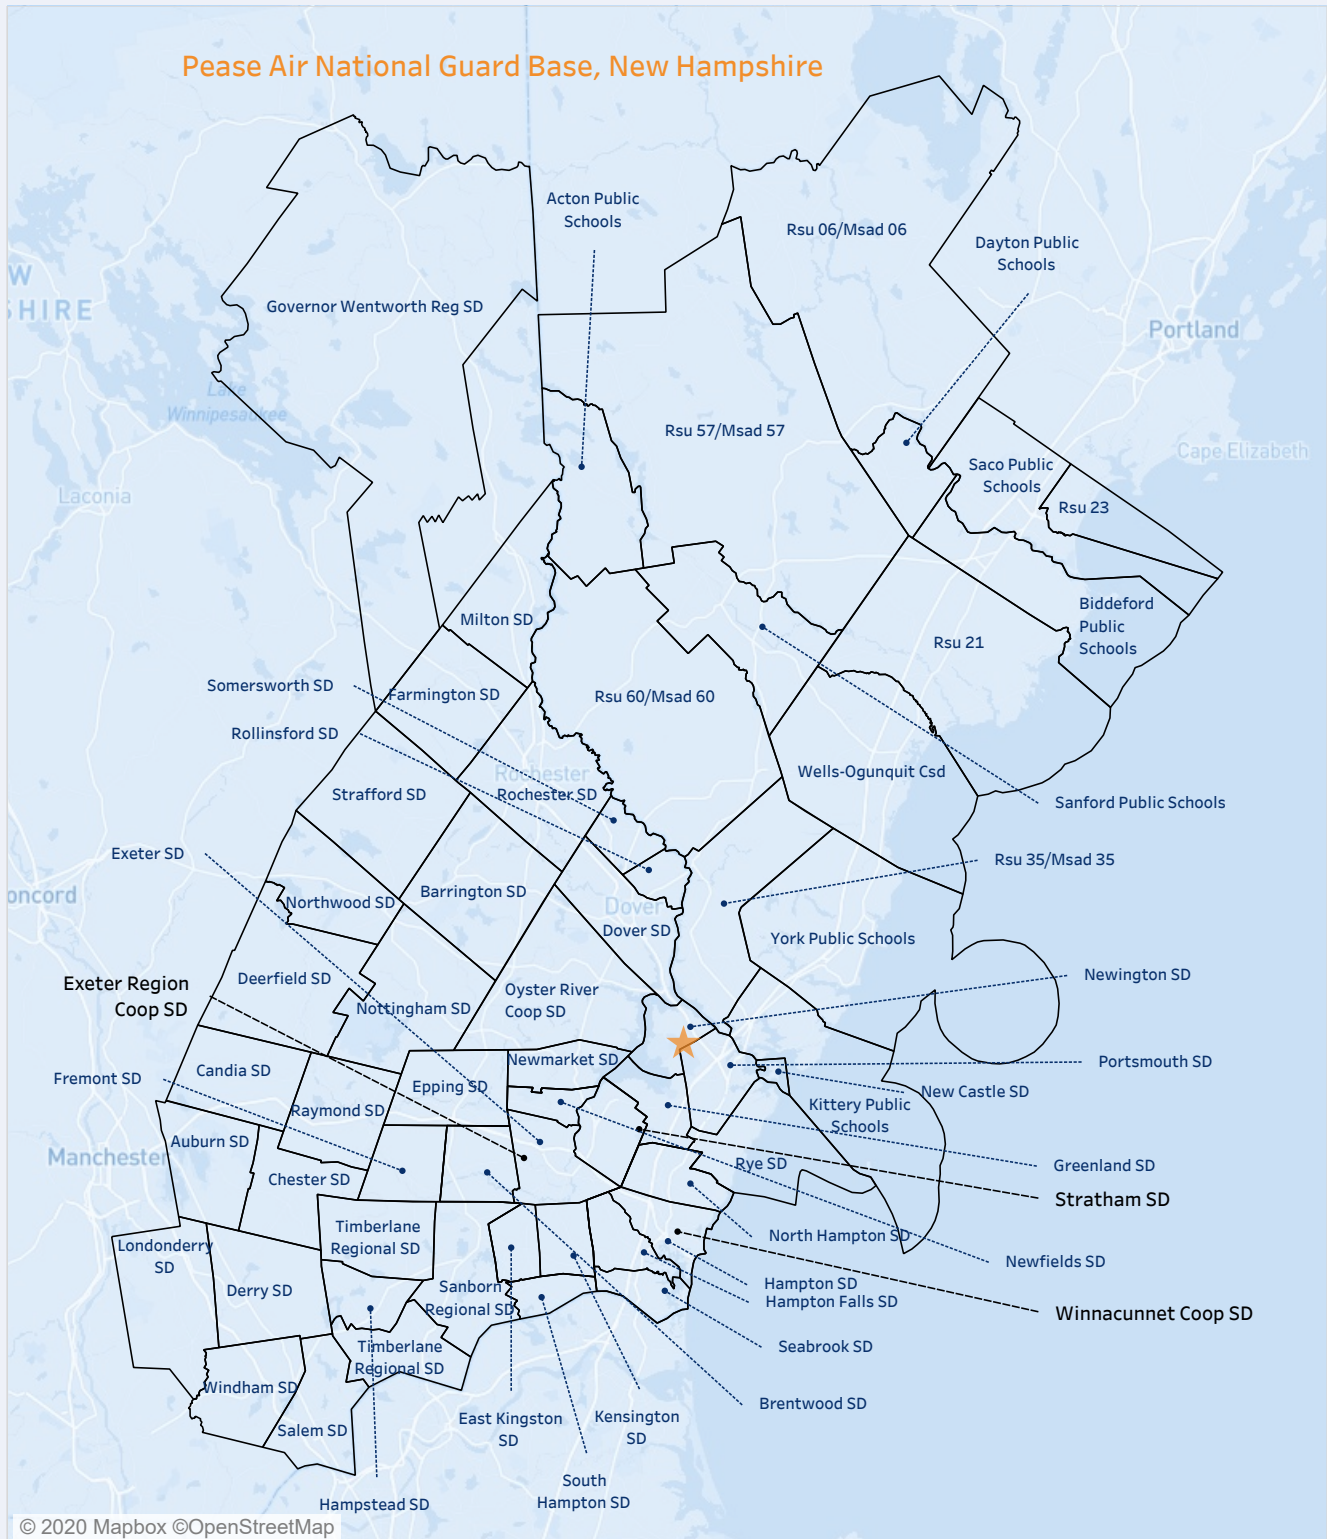 Pease Air National Guard Base, New Hampshire
Acton Public
Schools
Rsu 06/Msad 06
Dayton Public
Schools
W
SHIRE
Governor Wentworth Reg SD
Portland
Lake
Winnipesaukee
Rsu 57/Msad 57
Cape Elizabeth
Saco Public
Schools
Laconia
Rsu 23
Milton SD
Biddeford
Public
Schools
Rsu 21
Somersworth SD
Farmington SD
Rsu 60/Msad 60
Rollinsford SD
Rochester
Wells-Ogunquit Csd
Strafford SD
Rochester SD
Sanford Public Schools
Exeter SD
Rsu 35/Msad 35
oncord
Barrington SD
Northwood SD
Dover
Dover SD
York Public Schools
Deerfield SD
Newington SD
Exeter Region
Coop SD
Oyster River
Coop SD
Nottingham SD
Newmarket SD
Portsmouth SD
Candia SD
Fremont SD
Epping SD
New Castle SD
Raymond SD
Kittery Public
Schools
Auburn SD
Manchester
Rye SD
Greenland SD
Chester SD
Stratham SD
Timberlane
Regional SD
North Hampton SD
Londonderry
SD
Newfields SD
Derry SD
Sanborn
Regional SD
Hampton SD
Hampton Falls SD
Winnacunnet Coop SD
Timberlane
Regional SD
Seabrook SD
Windham SD
Brentwood SD
East Kingston
SD
Kensington
SD
Salem SD
South
Hampton SD
Hampstead SD
© 2020 Mapbox ©OpenStreetMap